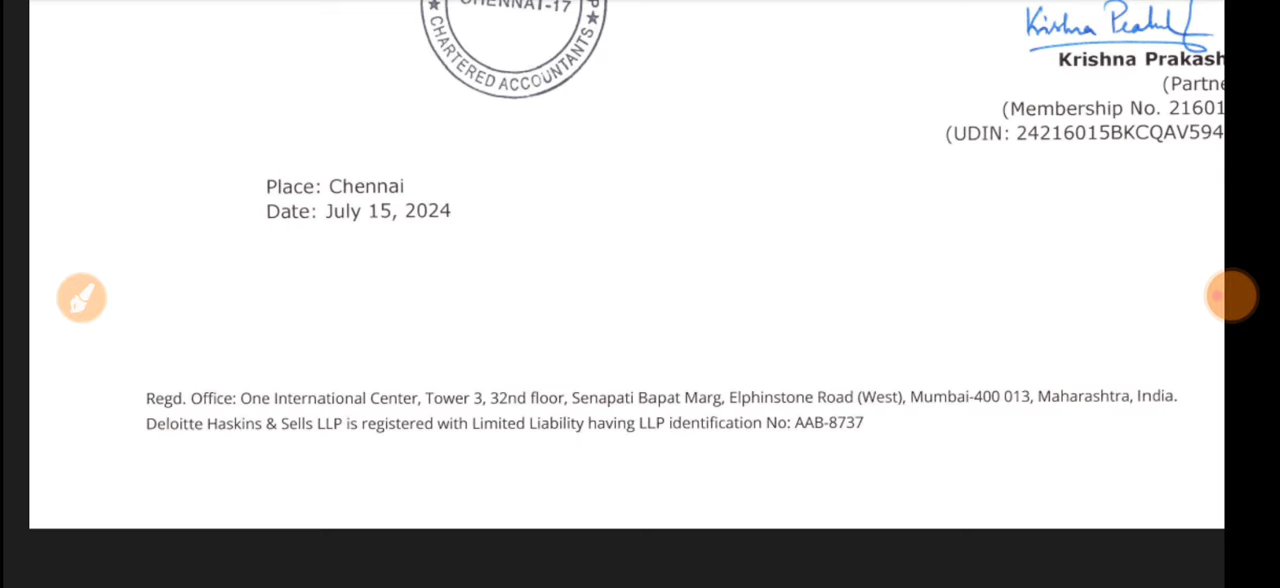 CHENNAI-17
★ CHARTERED ACCOUNTANTS ★
Krishna Prakash
Krishna Prakash
(Partne
(Membership No. 21601
(UDIN: 24216015BKCQAV594
Place: Chennai
Date: July 15, 2024
Regd. Office: One International Center, Tower 3, 32nd floor, Senapati Bapat Marg, Elphinstone Road (West), Mumbai-400 013, Maharashtra, India.
Deloitte Haskins & Sells LLP is registered with Limited Liability having LLP identification No: AAB-8737